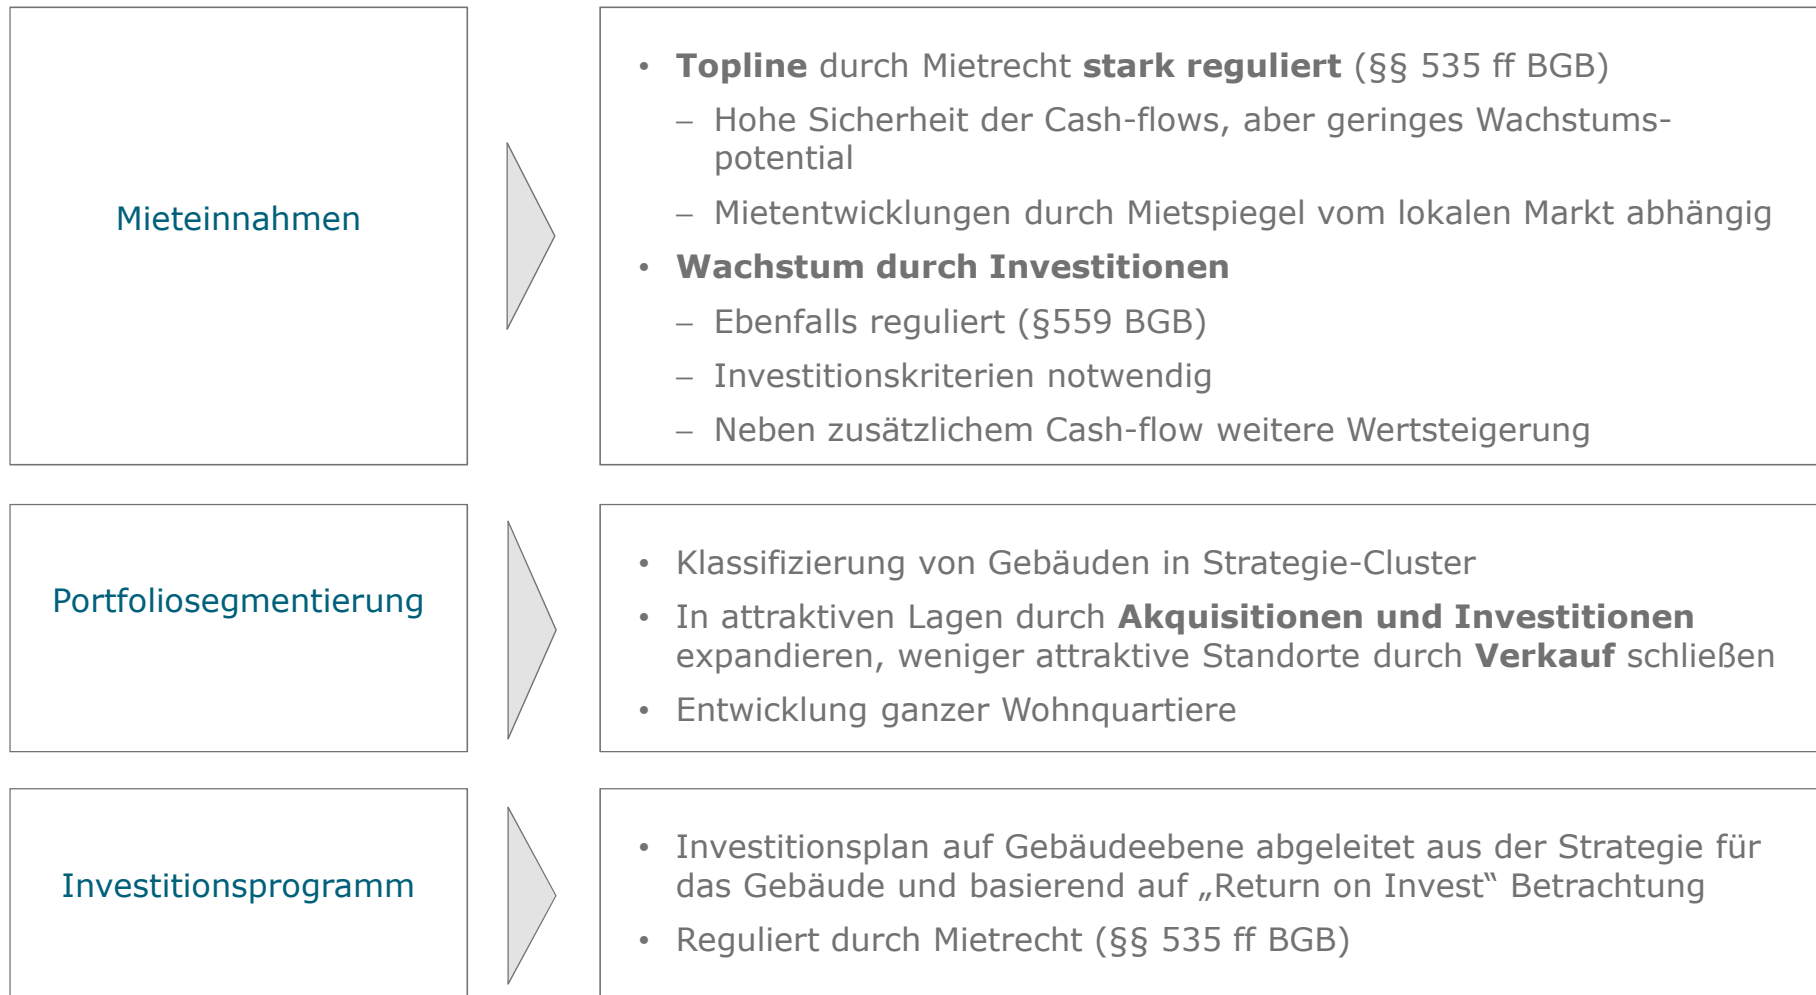 Mieteinnahmen
• Topline durch Mietrecht stark reguliert (§§ 535 ff BGB)
– Hohe Sicherheit der Cash-flows, aber geringes Wachstums-
potential
– Mietentwicklungen durch Mietspiegel vom lokalen Markt abhängig
• Wachstum durch Investitionen
– Ebenfalls reguliert (§559 BGB)
– Investitionskriterien notwendig
– Neben zusätzlichem Cash-flow weitere Wertsteigerung
Portfoliosegmentierung
• Klassifizierung von Gebäuden in Strategie-Cluster
• In attraktiven Lagen durch Akquisitionen und Investitionen
expandieren, weniger attraktive Standorte durch Verkauf schließen
• Entwicklung ganzer Wohnquartiere
Investitionsprogramm
• Investitionsplan auf Gebäudeebene abgeleitet aus der Strategie für
das Gebäude und basierend auf „Return on Invest“ Betrachtung
• Reguliert durch Mietrecht (§§ 535 ff BGB)